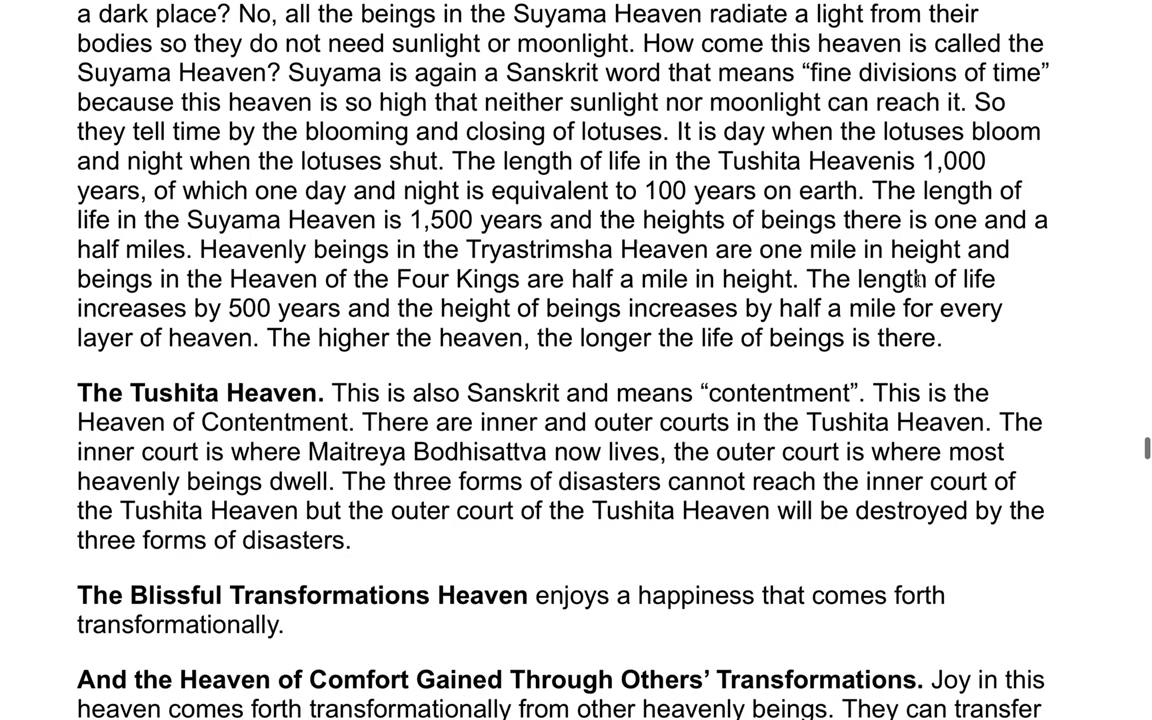 a dark place? No, all the beings in the Suyama Heaven radiate a light from their
bodies so they do not need sunlight or moonlight. How come this heaven is called the
Suyama Heaven? Suyama is again a Sanskrit word that means “fine divisions of time”
because this heaven is so high that neither sunlight nor moonlight can reach it. So
they tell time by the blooming and closing of lotuses. It is day when the lotuses bloom
and night when the lotuses shut. The length of life in the Tushita Heavenis 1,000
years, of which one day and night is equivalent to 100 years on earth. The length of
life in the Suyama Heaven is 1,500 years and the heights of beings there is one and a
half miles. Heavenly beings in the Tryastrimsha Heaven are one mile in height and
beings in the Heaven of the Four Kings are half a mile in height. The length of life
increases by 500 years and the height of beings increases by half a mile for every
layer of heaven. The higher the heaven, the longer the life of beings is there.
The Tushita Heaven. This is also Sanskrit and means “contentment”. This is the
Heaven of Contentment. There are inner and outer courts in the Tushita Heaven. The
inner court is where Maitreya Bodhisattva now lives, the outer court is where most
heavenly beings dwell. The three forms of disasters cannot reach the inner court of
the Tushita Heaven but the outer court of the Tushita Heaven will be destroyed by the
three forms of disasters.
The Blissful Transformations Heaven enjoys a happiness that comes forth
transformationally.
And the Heaven of Comfort Gained Through Others’ Transformations. Joy in this
heaven comes forth transformationally from other heavenly beings. They can transfer